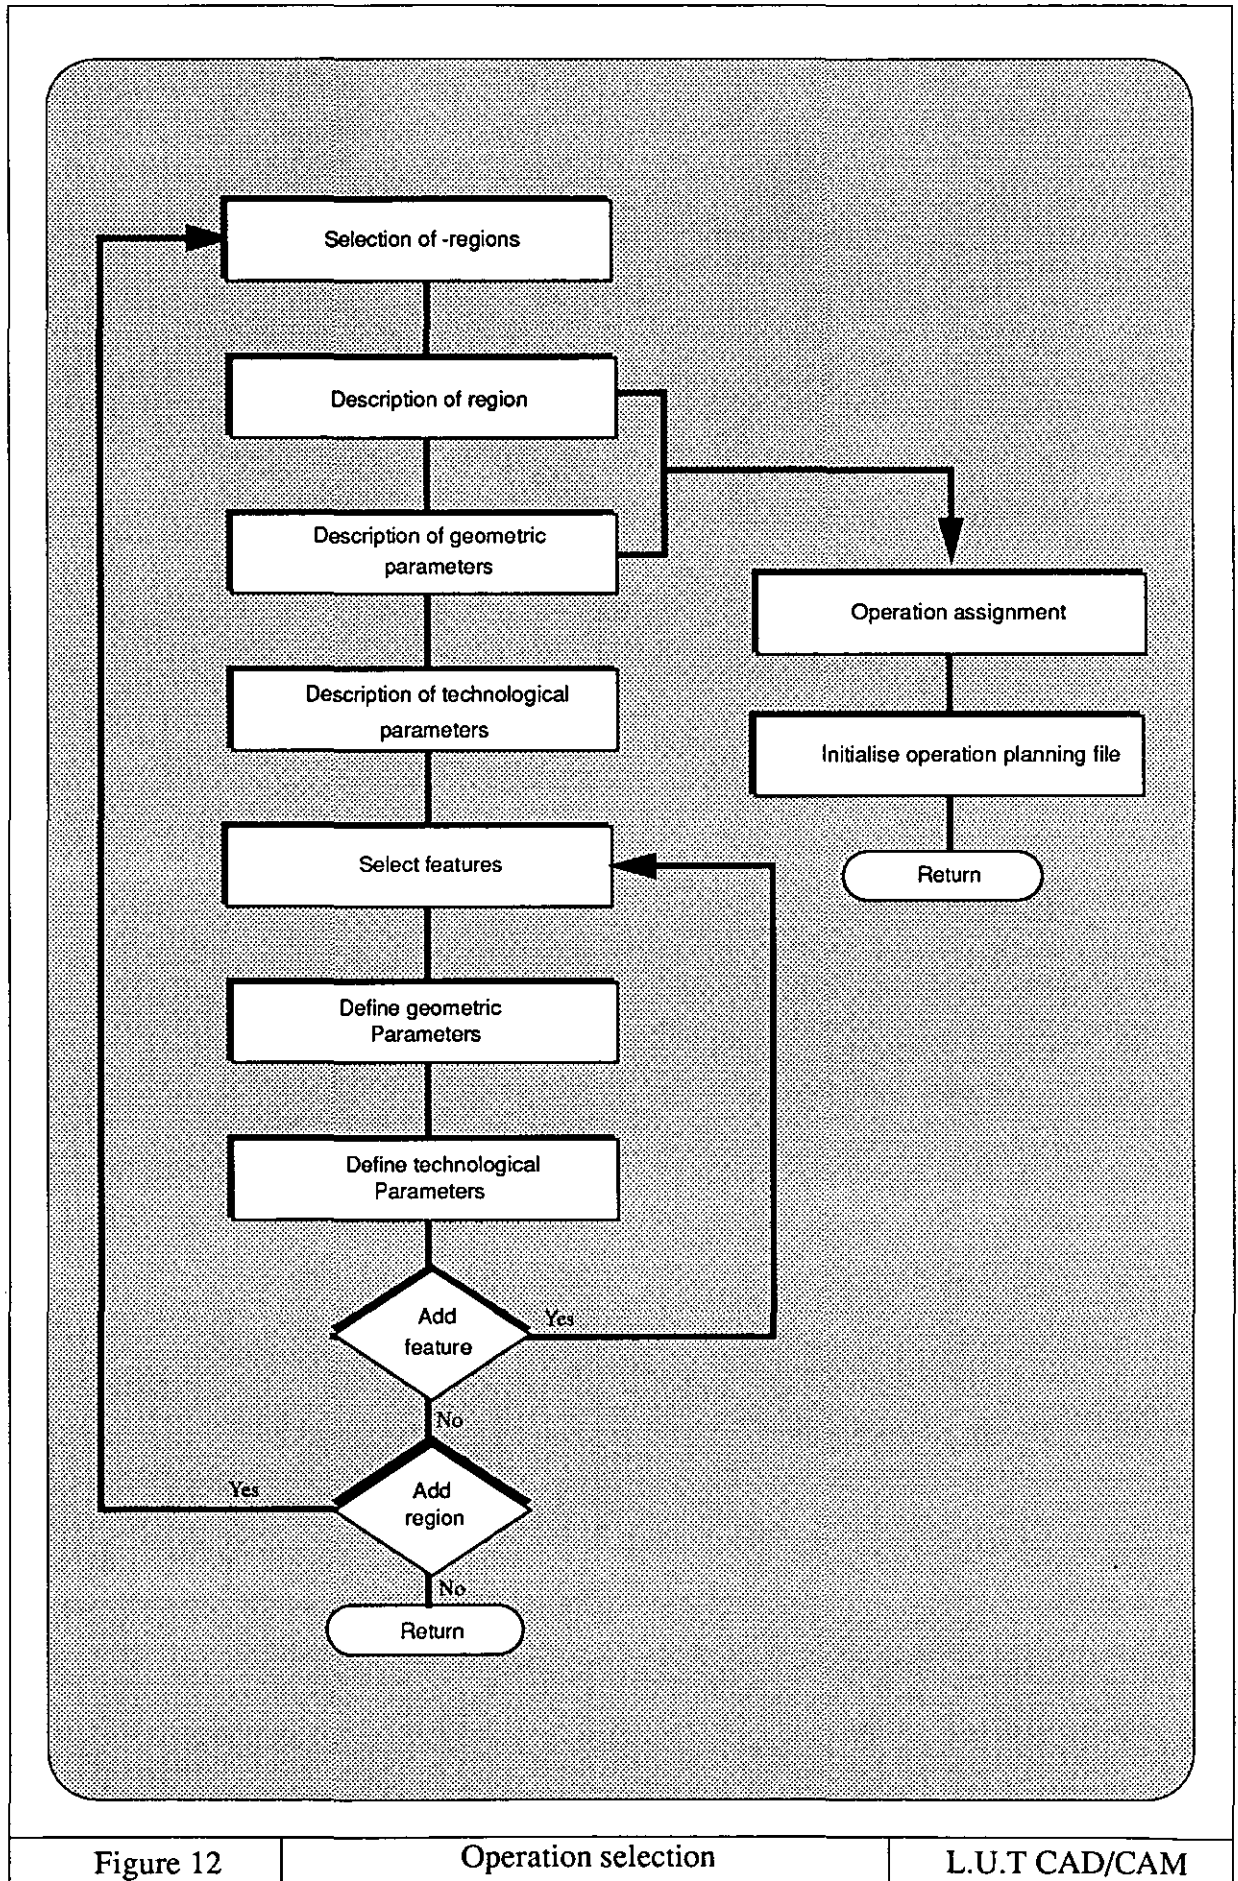 Selection of -regions
Description of region
Description of geometric
parameters
Operation assignment
Description of technological
parameters
Initialise operation planning file
Select features
Return
Define geometric
Parameters
Define technological
Parameters
Add
feature
Yes
No
Add
region
Yes
No
Return
Figure 12
Operation selection
L.U.T CAD/CAM